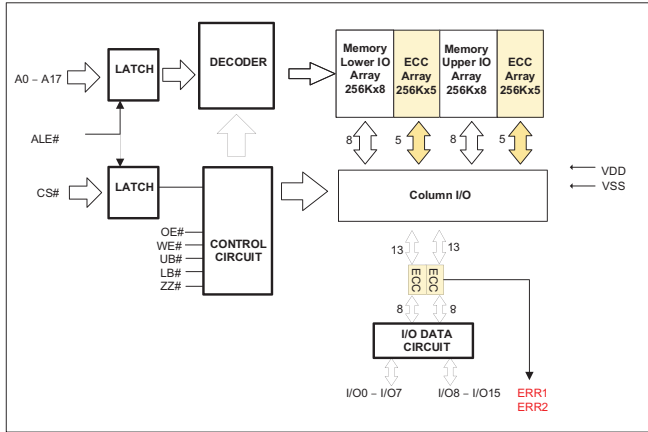 Memory
Lower IO
Array
256Kx8
ECC
Array
256Kx5
Memory
Upper IO
Array
256Kx8
ECC
Array
256Kx5
DECODER
LATCH
A0 – A17
8
5
8
5
ALE#
LATCH
CS#
Column I/O
VDD
VSS
OE#
WE#
UB#
LB#
ZZ#
CONTROL
CIRCUIT
13
13
ECC
ECC
8
8
I/O DATA
CIRCUIT
I/O0 – I/O7
I/O8 – I/O15
ERR1
ERR2